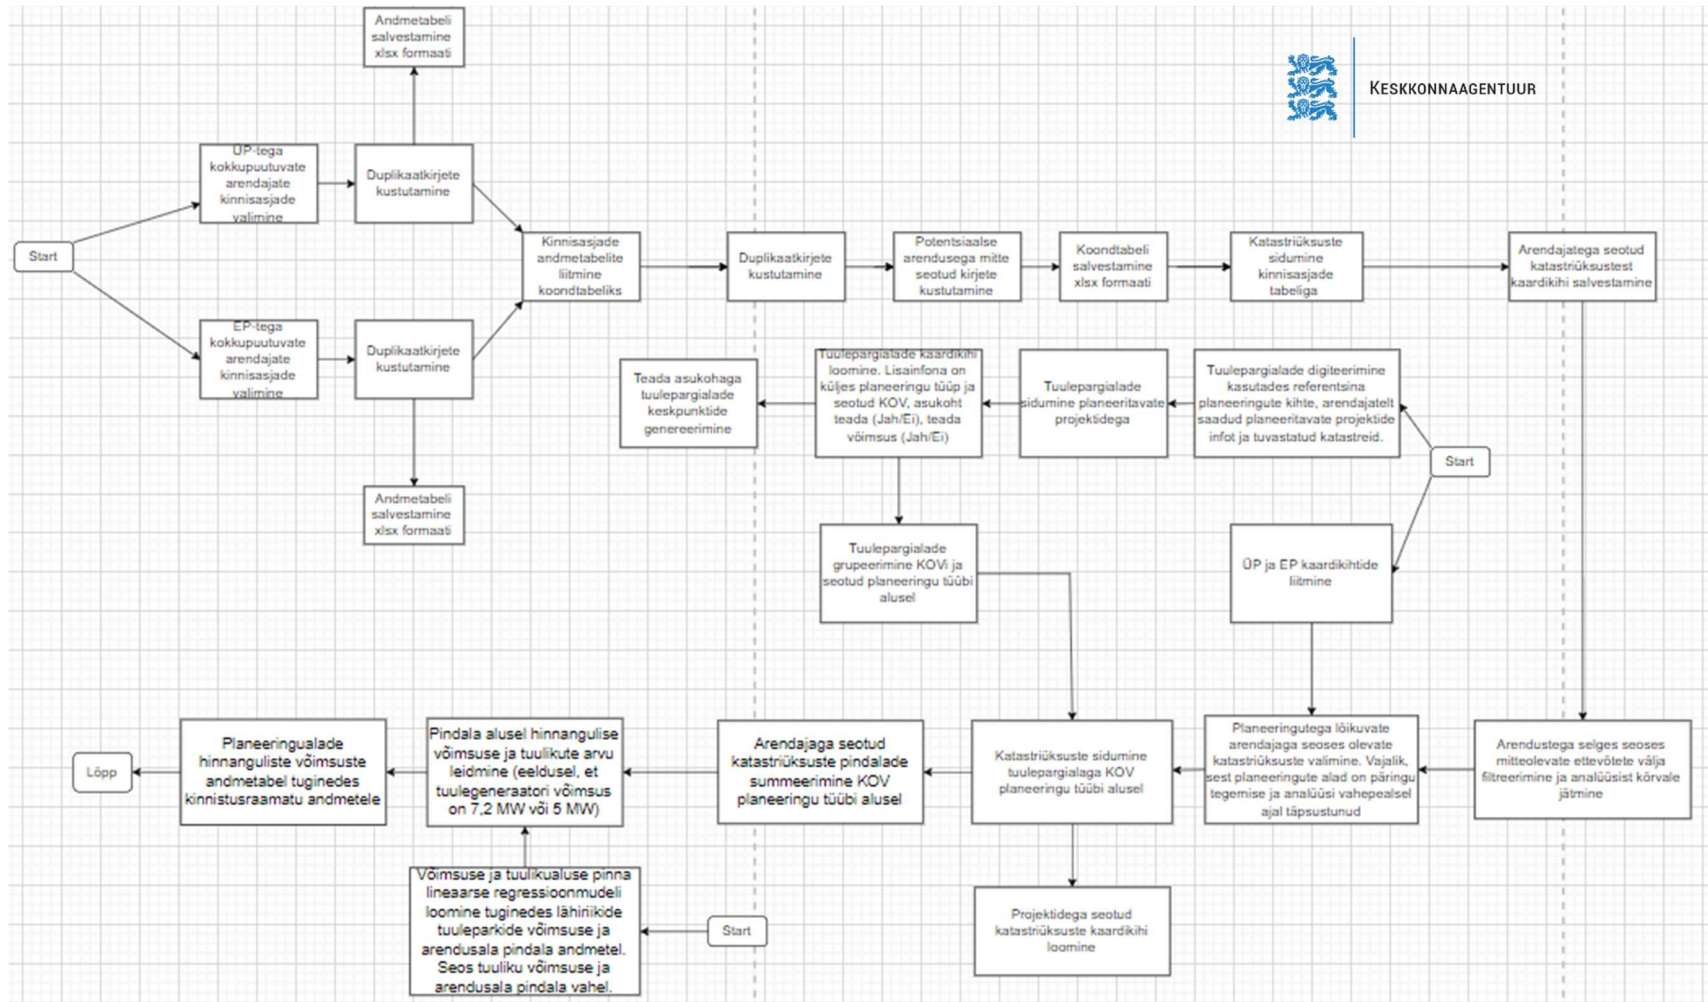 Andmetabeli
salvestamine
xlsx formaati
KESKKONNAAGENTUUR
ÜP-tega
kokkupuutuvate
arendajate
kinnisasjade
valimine
Duplikaatkirjete
kustutamine
Start
EP-tega
kokkupuutuvate
arendajate
kinnisasjade
valimine
Duplikaatkirjete
kustutamine
Andmetabeli
salvestamine
xlsx formaati
Kinnisasjade
andmetabelite
liitmine
koondtabeliks
Duplikaatkirjete
kustutamine
Potentsiaalse
arendusega mitte
seotud kirjete
kustutamine
Koondtabeli
salvestamine
xlsx formaati
Katastriüksuste
sidumine
kinnisasjade
tabeliga
Arendajatega seotud
katastriüksustest
kaardikihi salvestamine
Teada asukohaga
tuulepargialade
keskpunktide
genereerimine
Tuulepargialade kaardikihi
loomine. Lisainfona on
küljes planeeringu tüüp ja
seotud KOV, asukoht
teada (Jah/Ei), teada
võimsus (Jah/Ei)
Tuulepargialade
sidumine planeeritavate
projektidega
Tuulepargialade digiteerimine
kasutades referentsina
planeeringute kihte, arendajatelt
saadud planeeritavate projektide
infot ja tuvastatud katastreid.
Start
Tuulepargialade
grupeerimine KOVi ja
seotud planeeringu tüübi
alusel
ÜP ja EP kaardikihtide
liitmine
Lõpp
Planeeringualade
hinnanguliste võimsuste
andmetabel tuginedes
kinnistusraamatu andmetele
Pindala alusel hinnangulise
võimsuse ja tuulikute arvu
leidmine (eeldusel, et
tuulegeneraatori võimsus
on 7,2 MW või 5 MW)
Arendajaga seotud
katastriüksuste pindalade
summeerimine KOV
planeeringu tüübi alusel
Katastriüksuste sidumine
tuulepargialaga KOV
planeeringu tüübi alusel
Planeeringutega lõikuvate
arendajaga seoses olevate
katastriüksuste valimine. Vajalik,
sest planeeringute alad on päringu
tegemise ja analüüsi vahepealsel
ajal täpsustunud
Arendustega selges seoses
mitteolevate ettevõtete välja
filtreerimine ja analüüsist kõrvale
jätmine
Võimsuse ja tuulikualuse pinna
lineaarse regressioonmudeli
loomine tuginedes lähiriikide
tuuleparkide võimsuse ja
arendusala pindala andmetel.
Seos tuuliku võimsuse ja
arendusala pindala vahel.
Start
Projektidega seotud
katastriüksuste kaardikihi
loomine